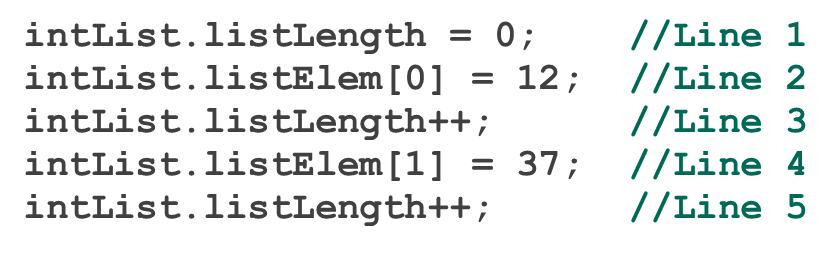 intList.listLength = 0;     //Line 1
intList.listElem[0] = 12;   //Line 2
intList.listLength++;       //Line 3
intList.listElem[1] = 37;   //Line 4
intList.listLength++;       //Line 5